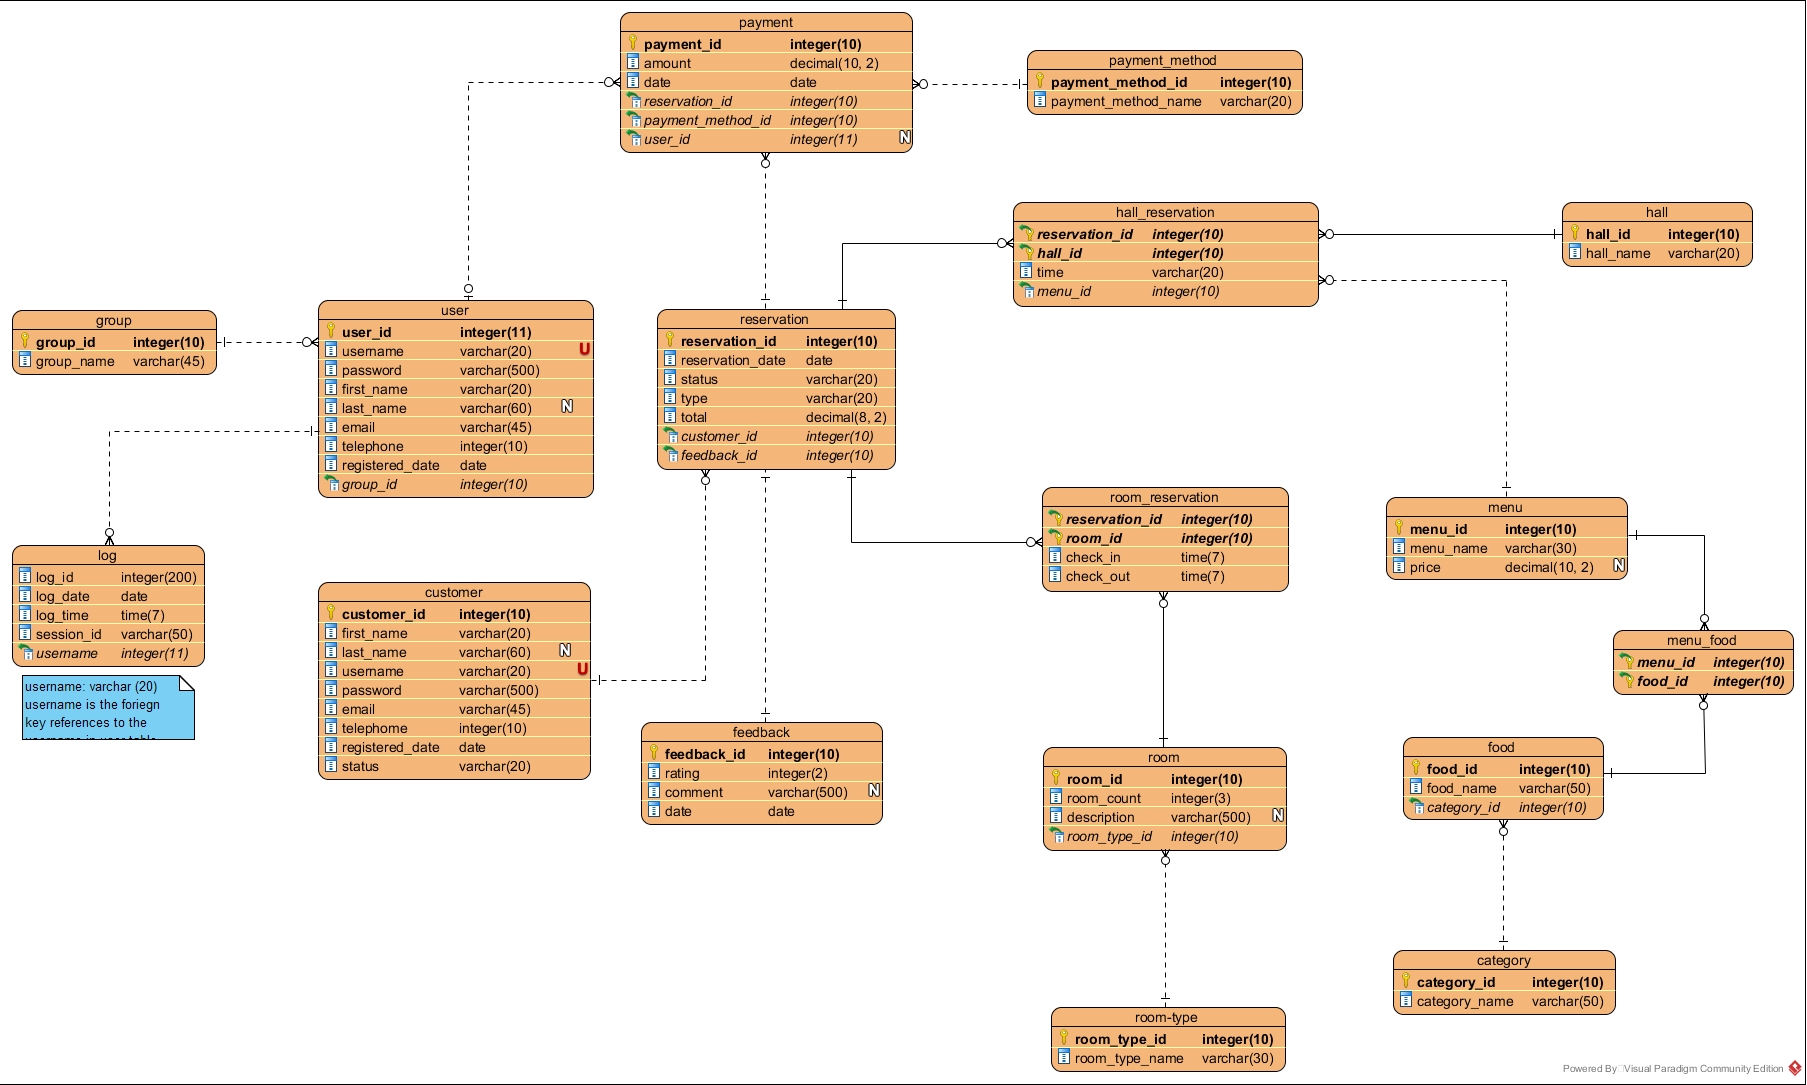 payment
payment_id integer(10)
amount decimal(10, 2)
date date
reservation_id integer(10)
payment_method_id integer(10)
user_id integer(11) N
payment_method
payment_method_id integer(10)
payment_method_name varchar(20)
hall_reservation
reservation_id integer(10)
hall_id integer(10)
time varchar(20)
menu_id integer(10)
hall
hall_id integer(10)
hall_name varchar(20)
group
group_id integer(10)
group_name varchar(45)
user
user_id integer(11)
username varchar(20) U
password varchar(500)
first_name varchar(20)
last_name varchar(60) N
email varchar(45)
telephone integer(10)
registered_date date
group_id integer(10)
reservation
reservation_id integer(10)
reservation_date date
status varchar(20)
type varchar(20)
total decimal(8, 2)
customer_id integer(10)
feedback_id integer(10)
room_reservation
reservation_id integer(10)
room_id integer(10)
check_in time(7)
check_out time(7)
menu
menu_id integer(10)
menu_name varchar(30)
price decimal(10, 2) N
log
log_id integer(200)
log_date date
log_time time(7)
session_id varchar(50)
username integer(11)
username: varchar (20)
username is the foriegn
key references to the
username in user table
customer
customer_id integer(10)
first_name varchar(20)
last_name varchar(60) N
username varchar(20) U
password varchar(500)
email varchar(45)
telephome integer(10)
registered_date date
status varchar(20)
menu_food
menu_id integer(10)
food_id integer(10)
feedback
feedback_id integer(10)
rating integer(2)
comment varchar(500) N
date date
room
room_id integer(10)
room_count integer(3)
description varchar(500) N
room_type_id integer(10)
food
food_id integer(10)
food_name varchar(50)
category_id integer(10)
category
category_id integer(10)
category_name varchar(50)
room-type
room_type_id integer(10)
room_type_name varchar(30)
Powered By Visual Paradigm Community Edition